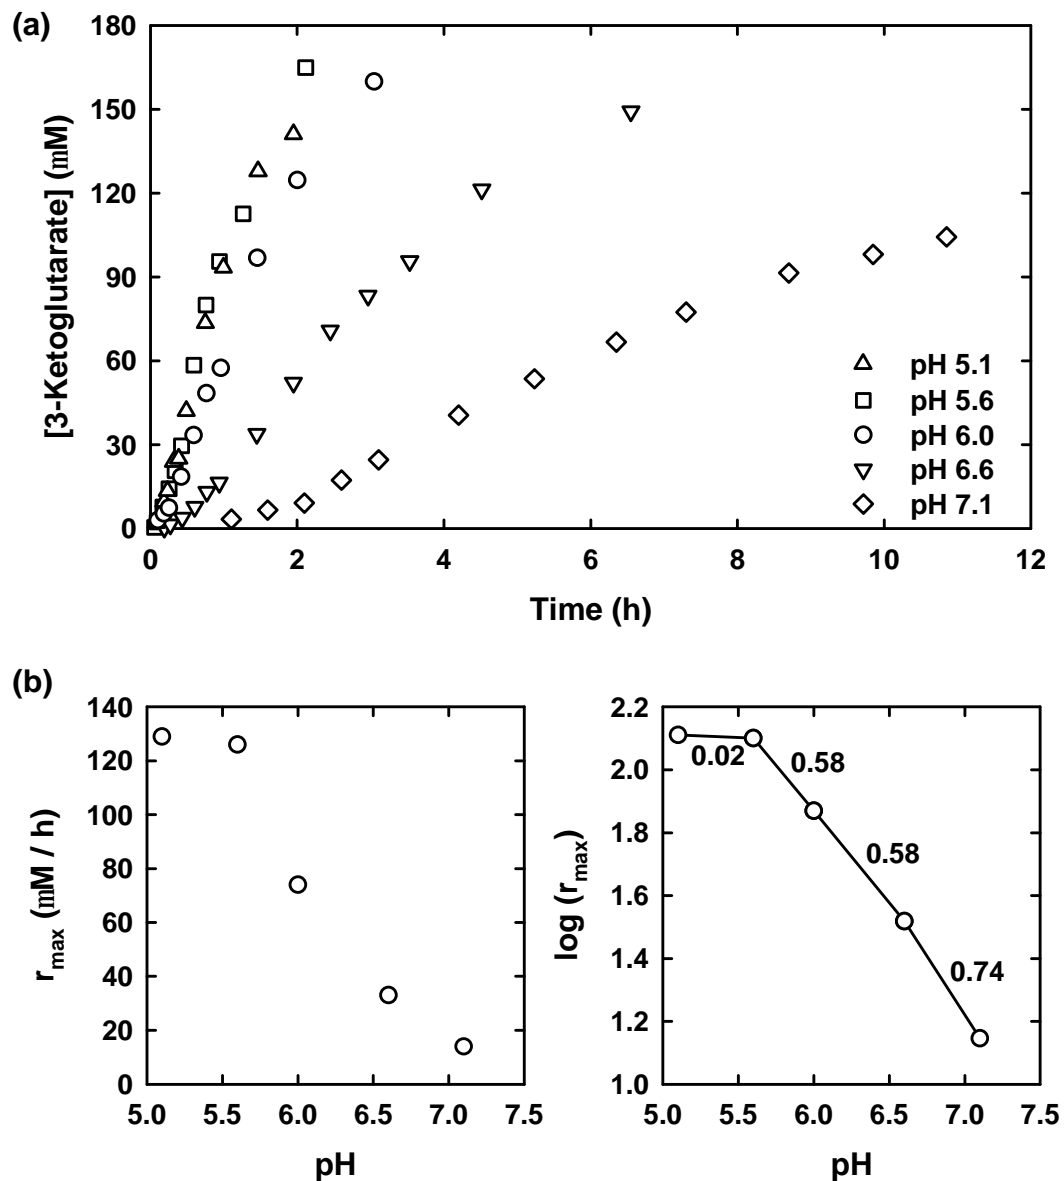 (a)
180
150
120
90
60
30
0
[3-Ketoglutarate] (mM)
0 2 4 6 8 10 12
Time (h)
pH 5.1
pH 5.6
pH 6.0
pH 6.6
pH 7.1
(b)
140
120
100
80
60
40
20
0
r_max (mM / h)
5.0 5.5 6.0 6.5 7.0 7.5
pH
2.2
2.0
1.8
1.6
1.4
1.2
1.0
log (r_max)
0.02
0.58
0.58
0.74
5.0 5.5 6.0 6.5 7.0 7.5
pH